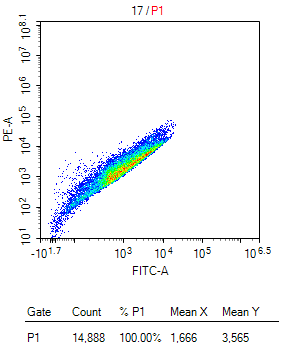 17 / P1
10^8.1
10^7
10^6
10^5
10^4
10^3
10^2
10^1
PE-A
-10^1.7 10^3 10^4 10^5 10^6.5
FITC-A
Gate Count % P1 Mean X Mean Y
P1 14,888 100.00% 1,666 3,565